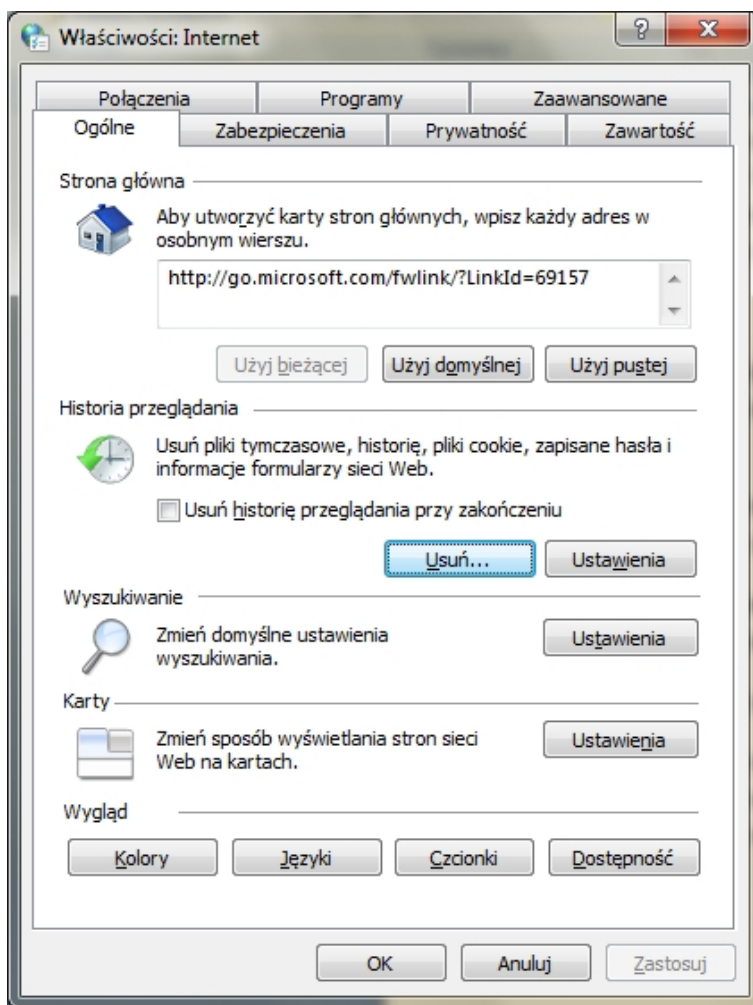 Właściwości: Internet
Połączenia Programy Zaawansowane
Ogólne Zabezpieczenia Prywatność Zawartość
Strona główna
Aby utworzyć karty stron głównych, wpisz każdy adres w
osobnym wierszu.
http://go.microsoft.com/fwlink/?LinkId=69157
Użyj bieżącej Użyj domyślnej Użyj pustej
Historia przeglądania
Usuń pliki tymczasowe, historię, pliki cookie, zapisane hasła i
informacje formularzy sieci Web.
Usuń historię przeglądania przy zakończeniu
Usuń... Ustawienia
Wyszukiwanie
Zmień domyślne ustawienia
wyszukiwania.
Ustawienia
Karty
Zmień sposób wyświetlania stron sieci
Web na kartach.
Ustawienia
Wygląd
Kolory Języki Czcionki Dostępność
OK Anuluj Zastosuj